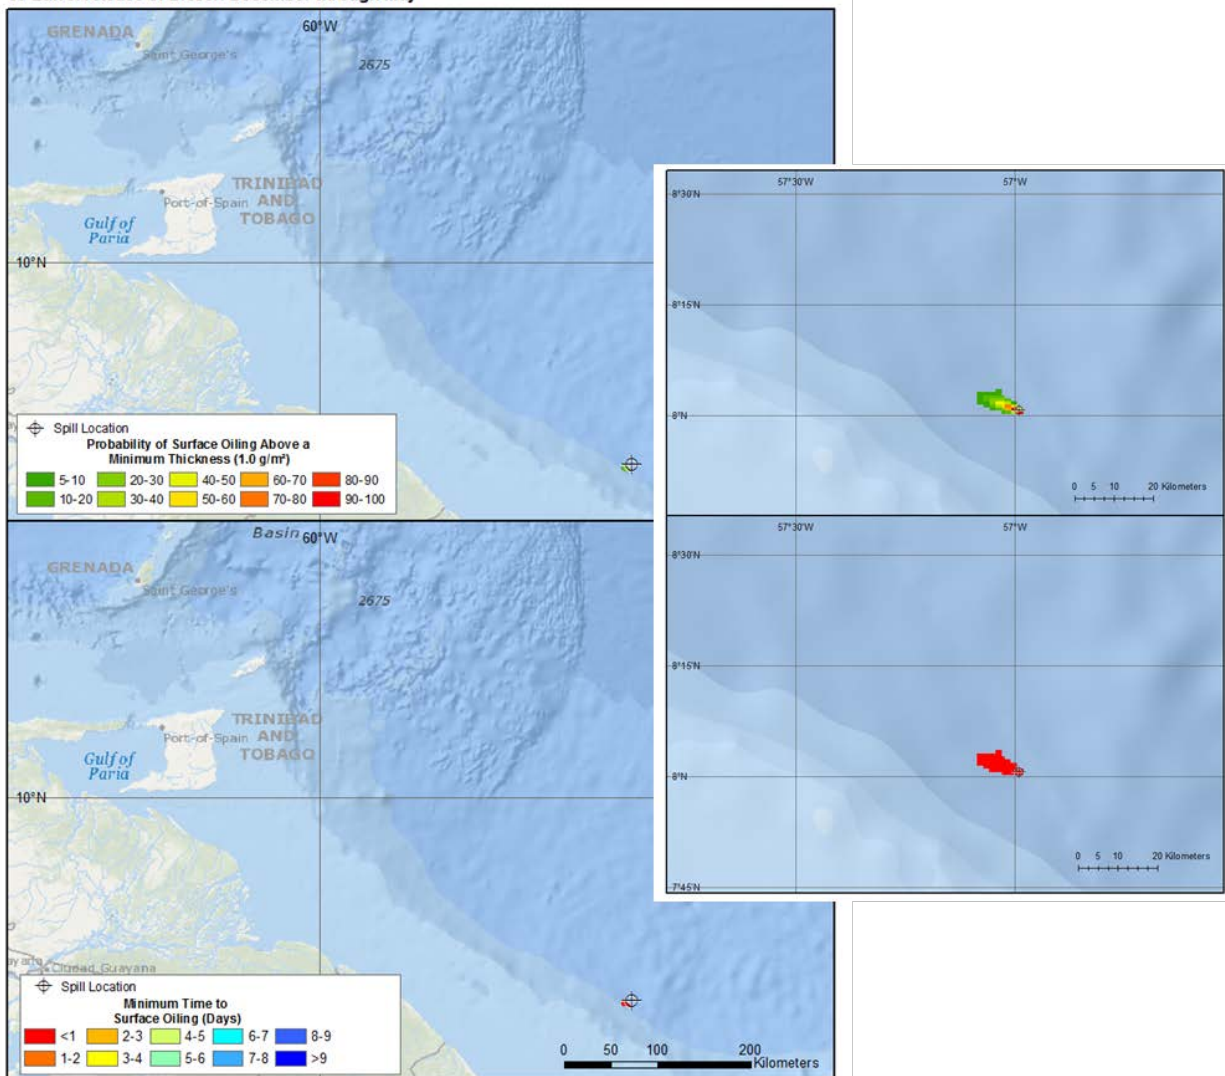 GRENADA
Saint George's
60°W
2675
TRINIDAD
AND
TOBAGO
Port-of-Spain
Gulf of
Paria
10°N
Spill Location
Probability of Surface Oiling Above a
Minimum Thickness (1.0 g/m²)
5-10 20-30 40-50 60-70 80-90
10-20 30-40 50-60 70-80 90-100
57°30'W 57°W
8°30'N
8°15'N
8°N
0 5 10 20 Kilometers
Basin
60°W
GRENADA
Saint George's
2675
TRINIDAD
AND
TOBAGO
Port-of-Spain
Gulf of
Paria
10°N
Ciudad Guayana
Spill Location
Minimum Time to
Surface Oiling (Days)
<1 2-3 4-5 6-7 8-9
1-2 3-4 5-6 7-8 >9
0 50 100 200
Kilometers
57°30'W 57°W
8°30'N
8°15'N
8°N
7°45'N
0 5 10 20 Kilometers